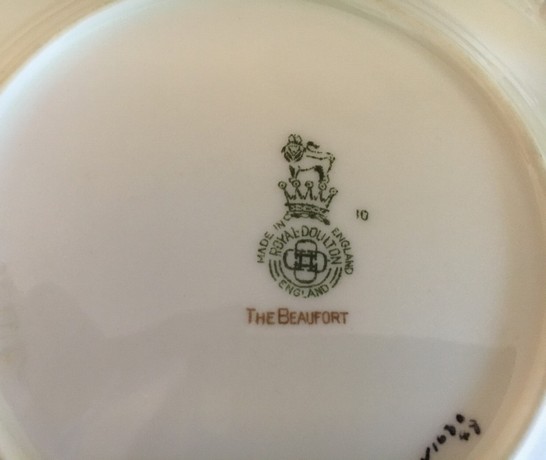 MADE IN ENGLAND
ROYAL-DOULTON
ENGLAND
10
THE BEAUFORT